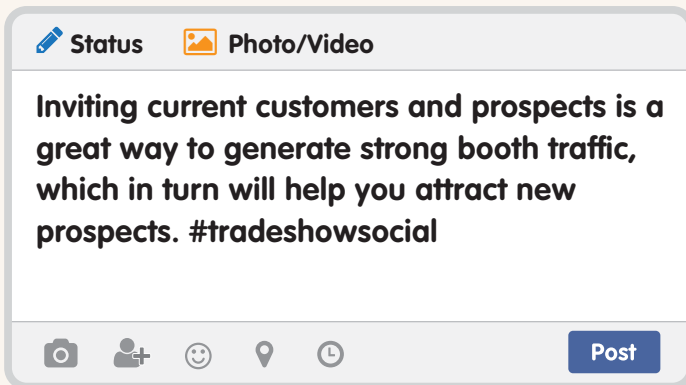 Status Photo/Video
Inviting current customers and prospects is a
great way to generate strong booth traffic,
which in turn will help you attract new
prospects. #tradeshowsocial
Post